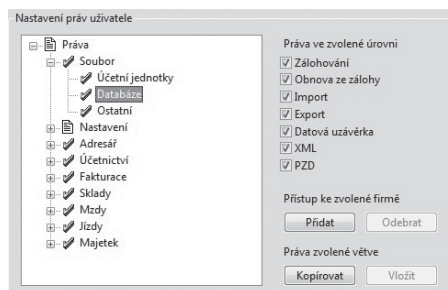 Nastavení práv uživatele
Práva
Soubor
Účetní jednotky
Databáze
Ostatní
Nastavení
Adresář
Účetnictví
Fakturace
Sklady
Mzdy
Jízdy
Majetek
Práva ve zvolené úrovni
Zálohování
Obnova ze zálohy
Import
Export
Datová uzávěrka
XML
PZD
Přístup ke zvolené firmě
Přidat Odebrat
Práva zvolené větve
Kopírovat Vložit